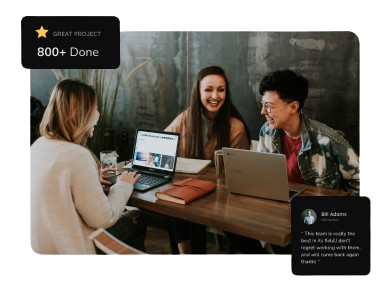 GREAT PROJECT
800+ Done
Bill Adams
" This team is really the
best in its field,I don't
regret working with them,
and will come back again
thanks "